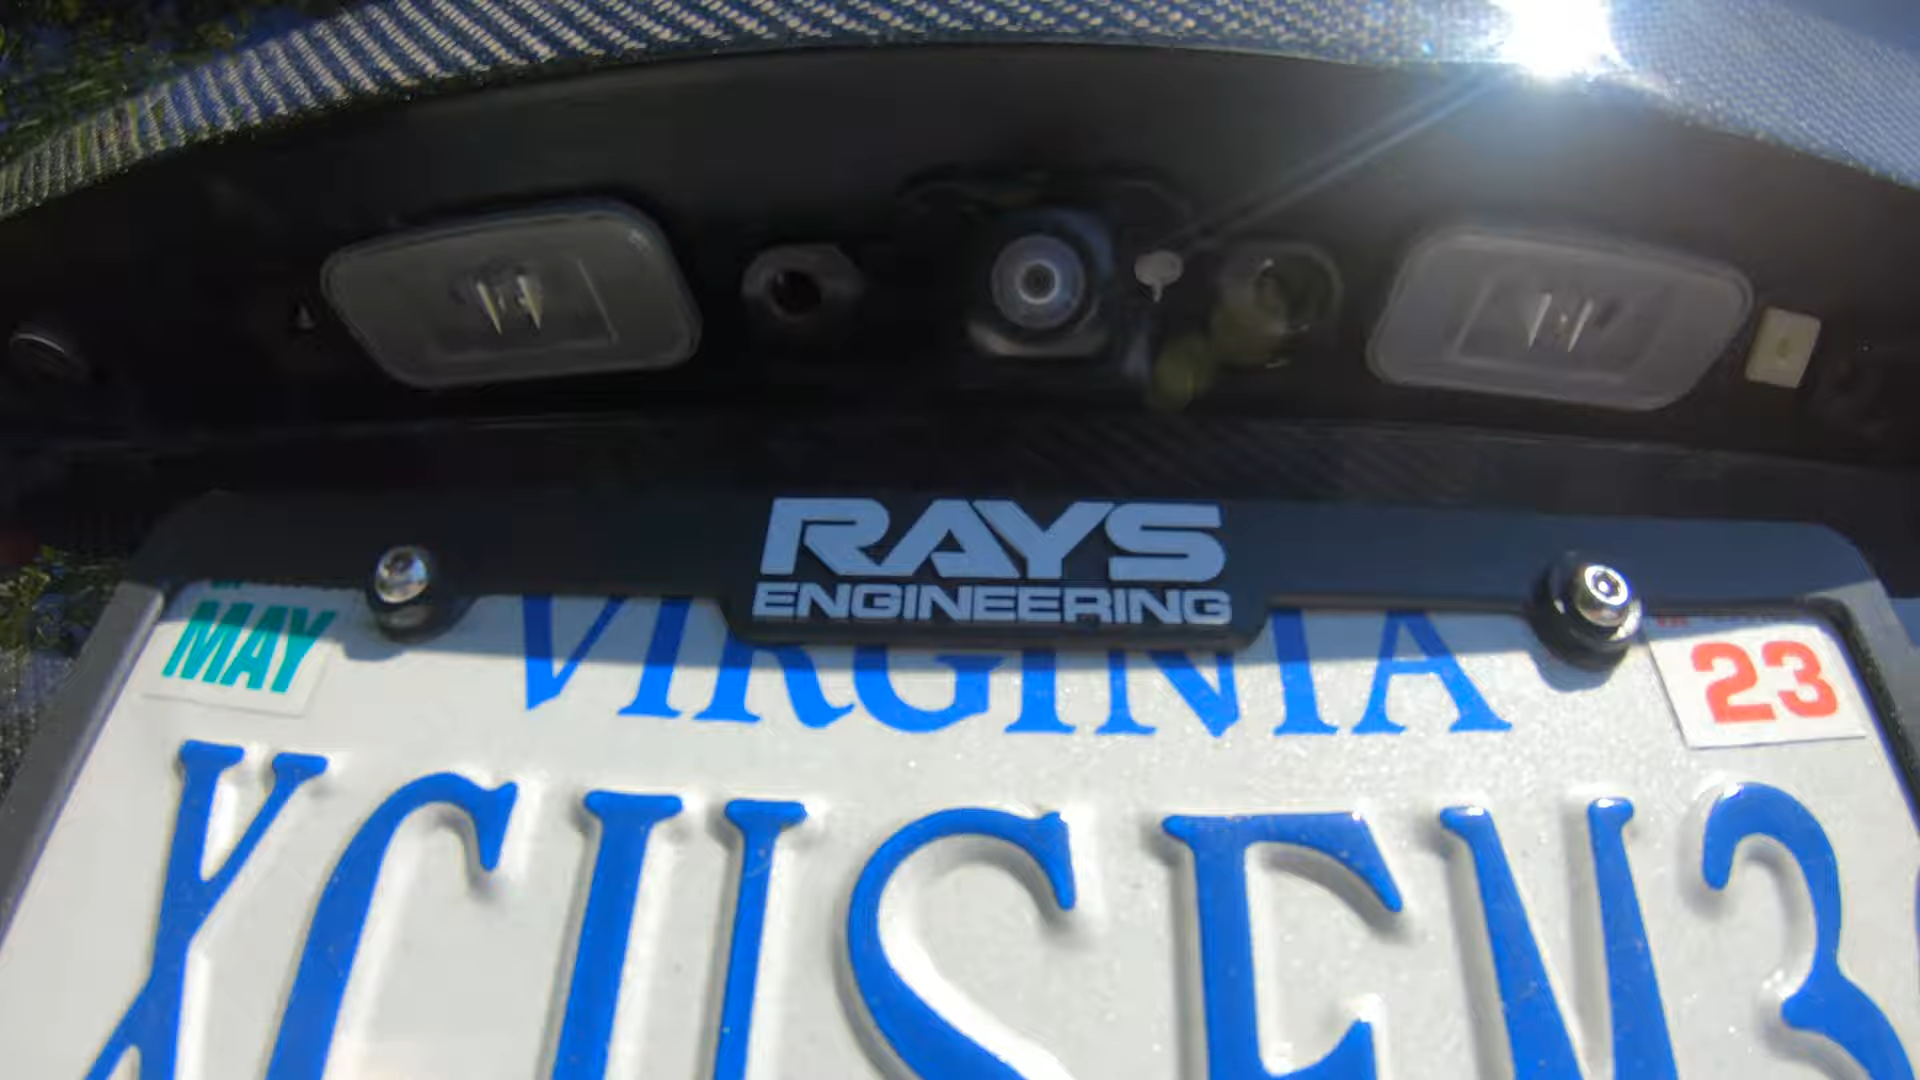 RAYS
ENGINEERING
MAY
VIRGINIA
23
XCUSEM3